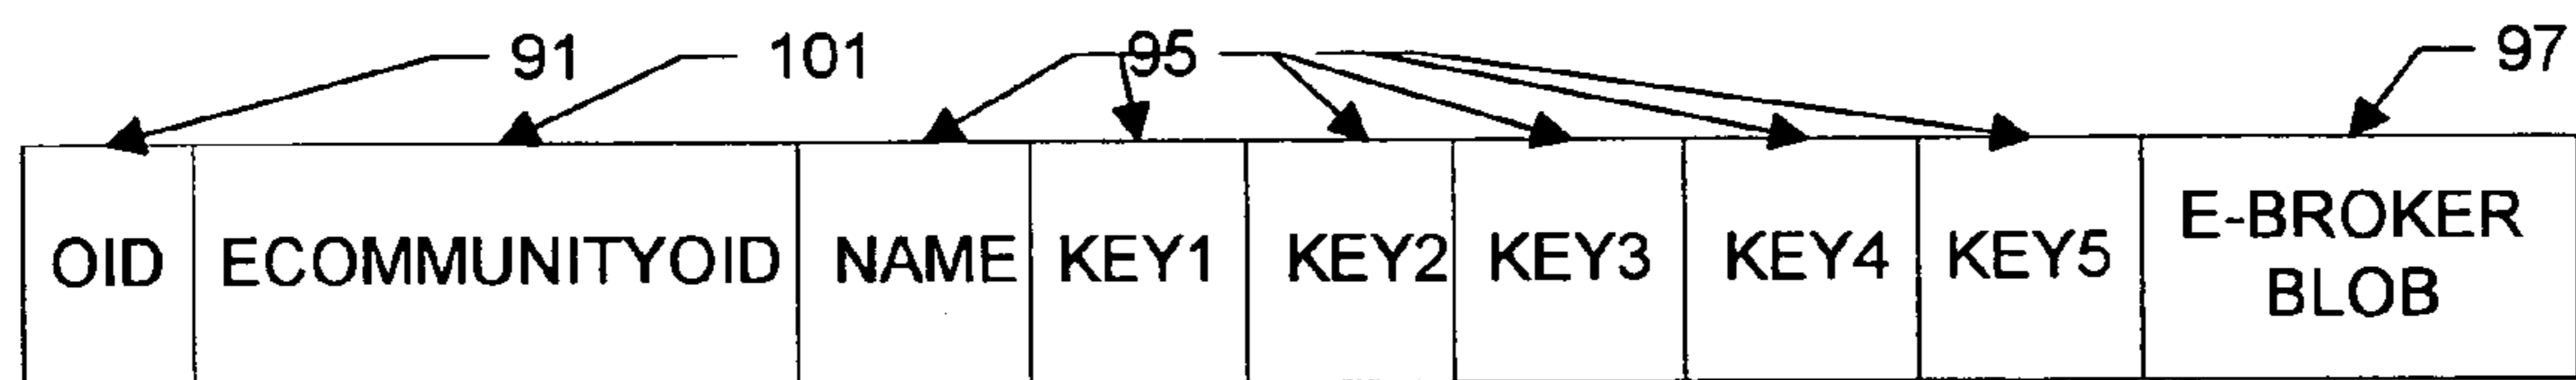 91 101 95 97
OID ECOMMUNITYOID NAME KEY1 KEY2 KEY3 KEY4 KEY5 E-BROKER
BLOB